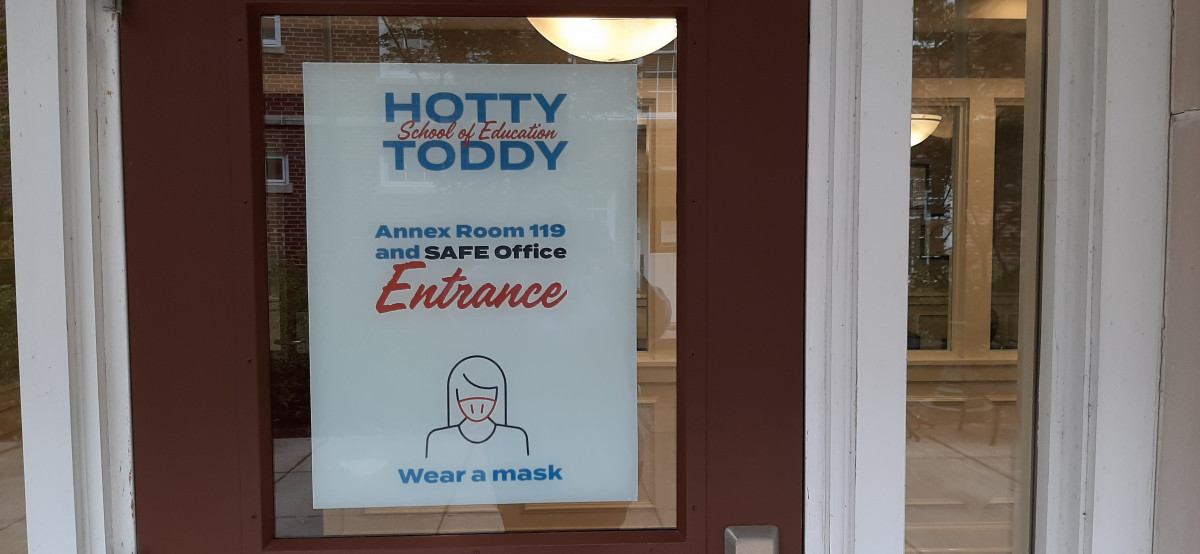 HOTTY
School of Education
TODDY
Annex Room 119
and SAFE Office
Entrance
Wear a mask